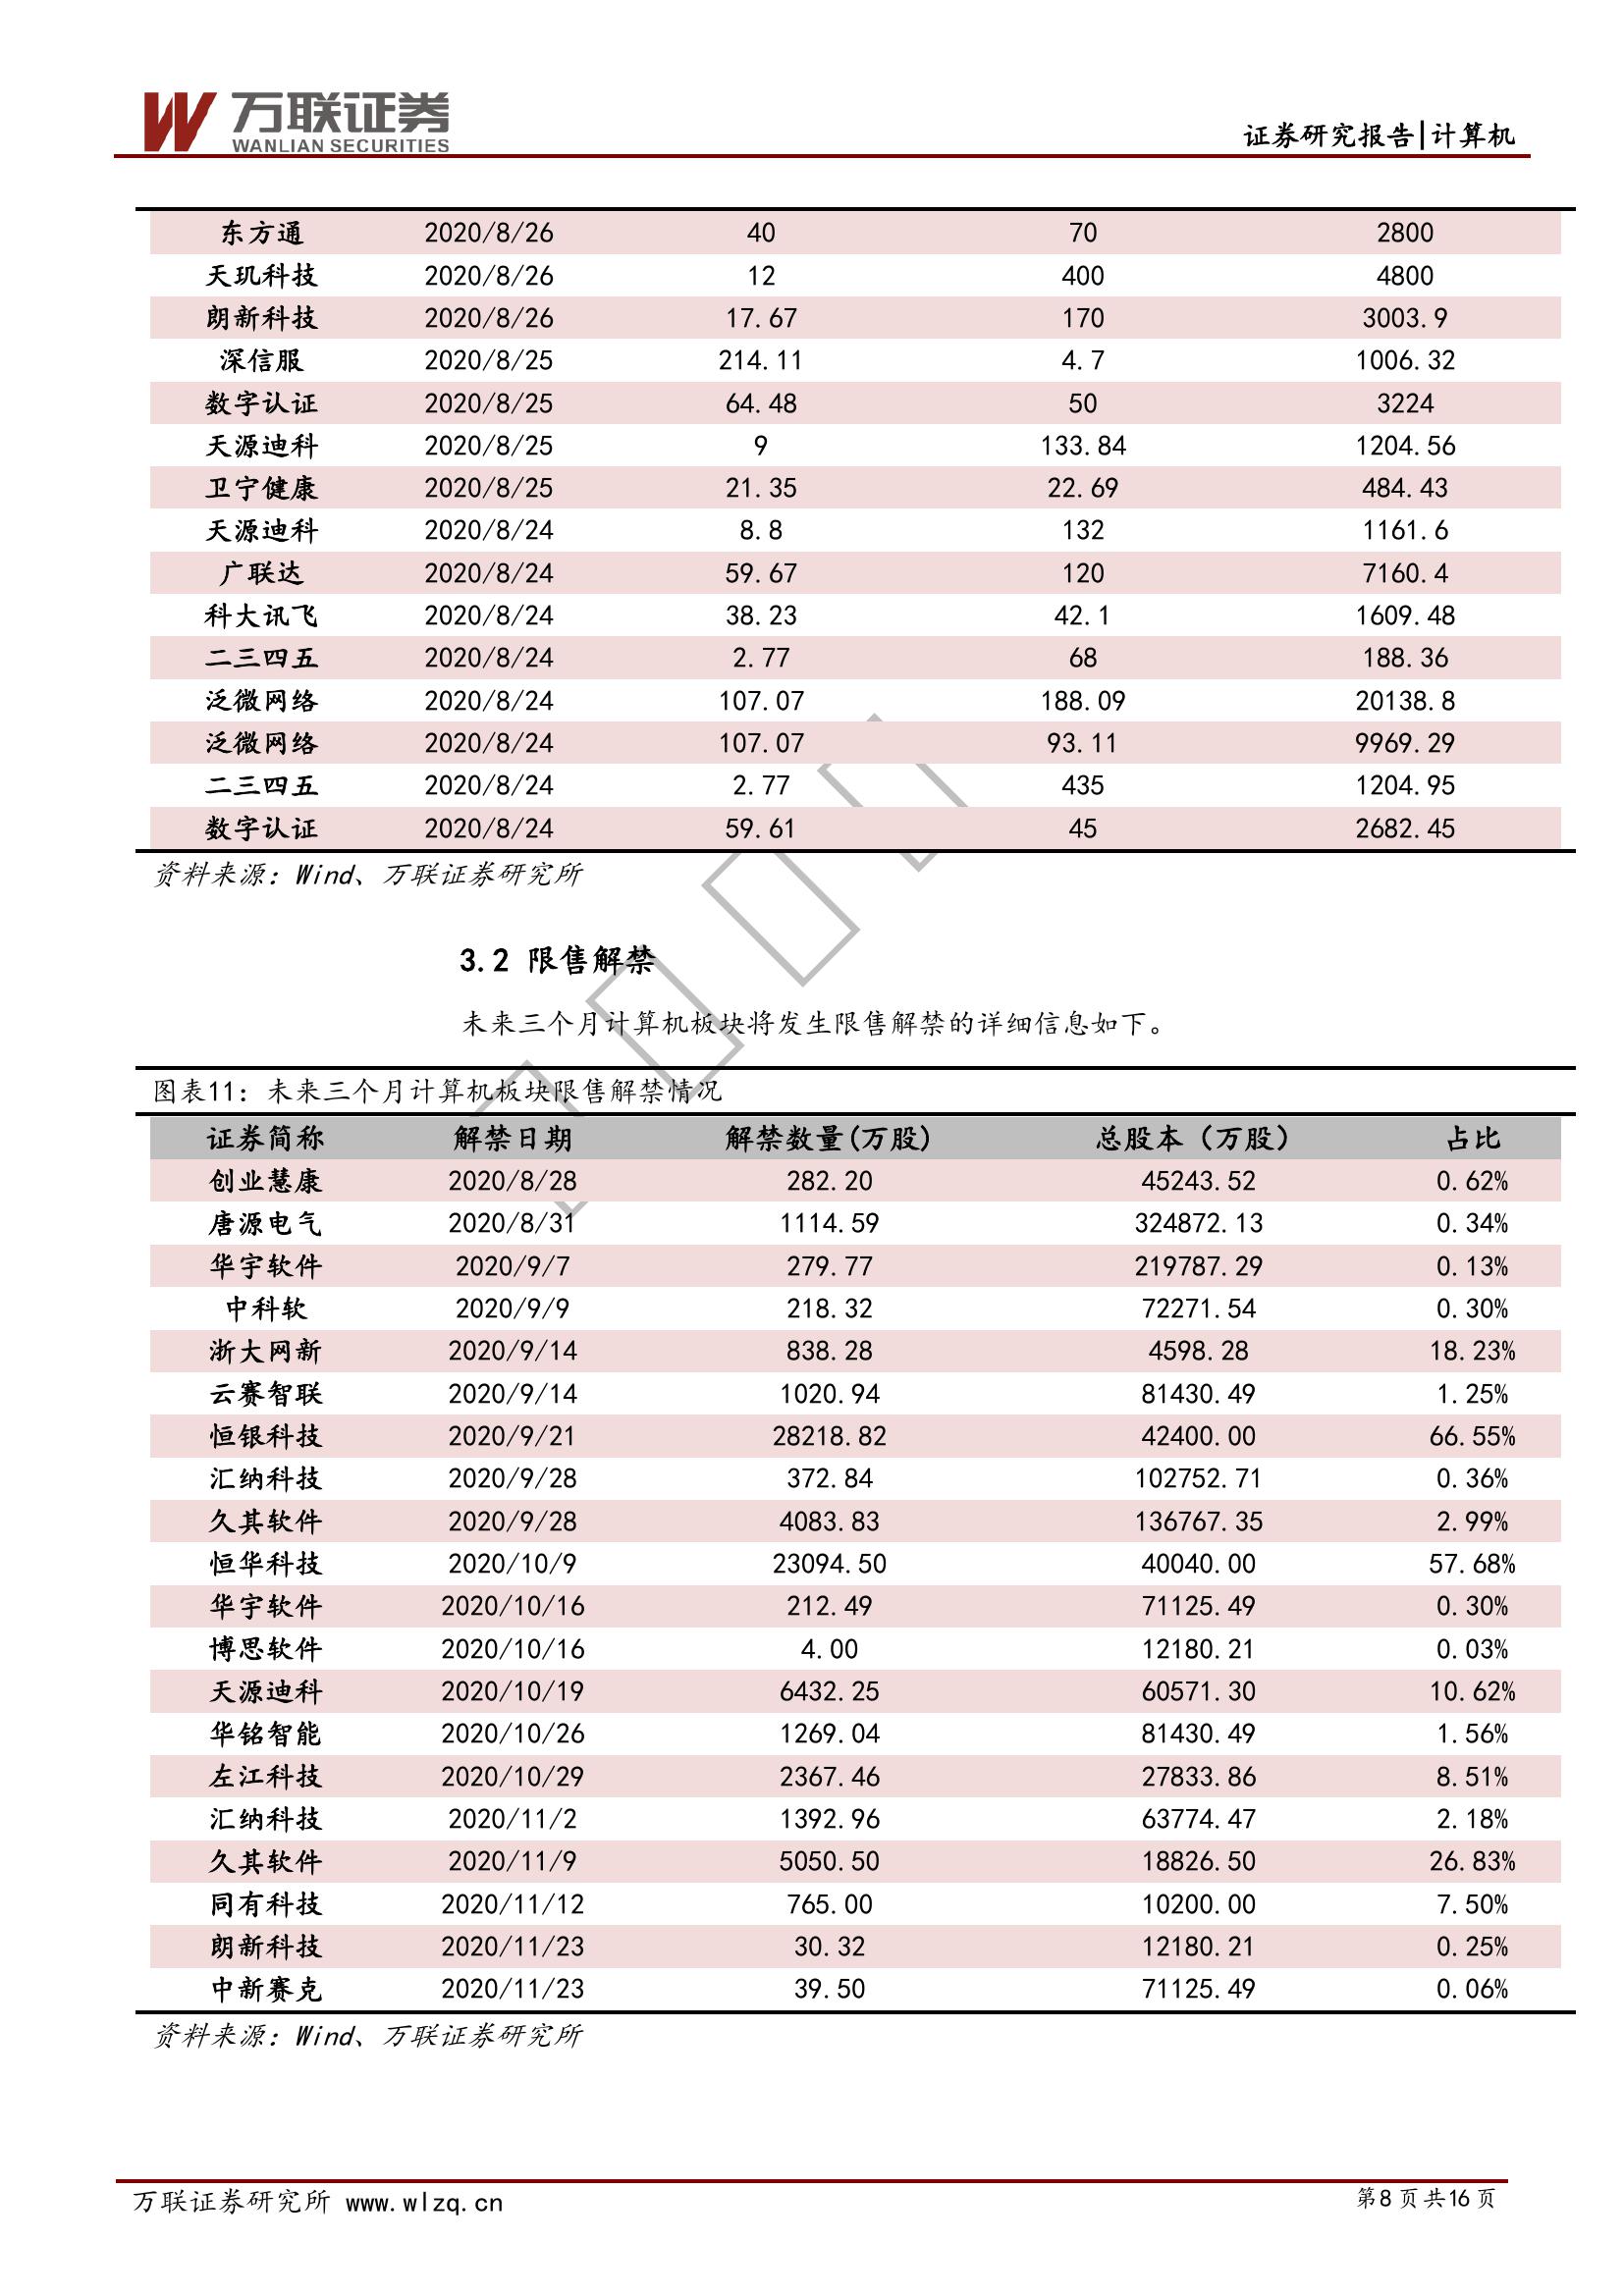 万联证券
WANLIAN SECURITIES
证券研究报告|计算机
东方通 2020/8/26 40 70 2800
天玑科技 2020/8/26 12 400 4800
朗新科技 2020/8/26 17.67 170 3003.9
深信服 2020/8/25 214.11 4.7 1006.32
数字认证 2020/8/25 64.48 50 3224
天源迪科 2020/8/25 9 133.84 1204.56
卫宁健康 2020/8/25 21.35 22.69 484.43
天源迪科 2020/8/24 8.8 132 1161.6
广联达 2020/8/24 59.67 120 7160.4
科大讯飞 2020/8/24 38.23 42.1 1609.48
二三四五 2020/8/24 2.77 68 188.36
泛微网络 2020/8/24 107.07 188.09 20138.8
泛微网络 2020/8/24 107.07 93.11 9969.29
二三四五 2020/8/24 2.77 435 1204.95
数字认证 2020/8/24 59.61 45 2682.45
资料来源：Wind、万联证券研究所
3.2 限售解禁
未来三个月计算机板块将发生限售解禁的详细信息如下。
图表11：未来三个月计算机板块限售解禁情况
证券简称 解禁日期 解禁数量(万股) 总股本（万股） 占比
创业慧康 2020/8/28 282.20 45243.52 0.62%
唐源电气 2020/8/31 1114.59 324872.13 0.34%
华宇软件 2020/9/7 279.77 219787.29 0.13%
中科软 2020/9/9 218.32 72271.54 0.30%
浙大网新 2020/9/14 838.28 4598.28 18.23%
云赛智联 2020/9/14 1020.94 81430.49 1.25%
恒银科技 2020/9/21 28218.82 42400.00 66.55%
汇纳科技 2020/9/28 372.84 102752.71 0.36%
久其软件 2020/9/28 4083.83 136767.35 2.99%
恒华科技 2020/10/9 23094.50 40040.00 57.68%
华宇软件 2020/10/16 212.49 71125.49 0.30%
博思软件 2020/10/16 4.00 12180.21 0.03%
天源迪科 2020/10/19 6432.25 60571.30 10.62%
华铭智能 2020/10/26 1269.04 81430.49 1.56%
左江科技 2020/10/29 2367.46 27833.86 8.51%
汇纳科技 2020/11/2 1392.96 63774.47 2.18%
久其软件 2020/11/9 5050.50 18826.50 26.83%
同有科技 2020/11/12 765.00 10200.00 7.50%
朗新科技 2020/11/23 30.32 12180.21 0.25%
中新赛克 2020/11/23 39.50 71125.49 0.06%
资料来源：Wind、万联证券研究所
万联证券研究所 www.wlzq.cn
第8页共16页